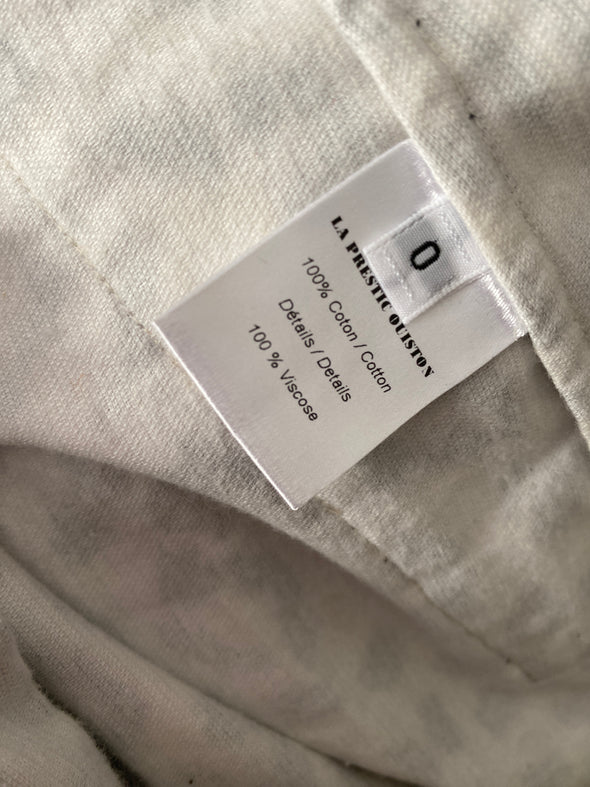 LA PRESTIC OUISTON
0
100% Coton / Cotton
Détails / Details
100 % Viscose